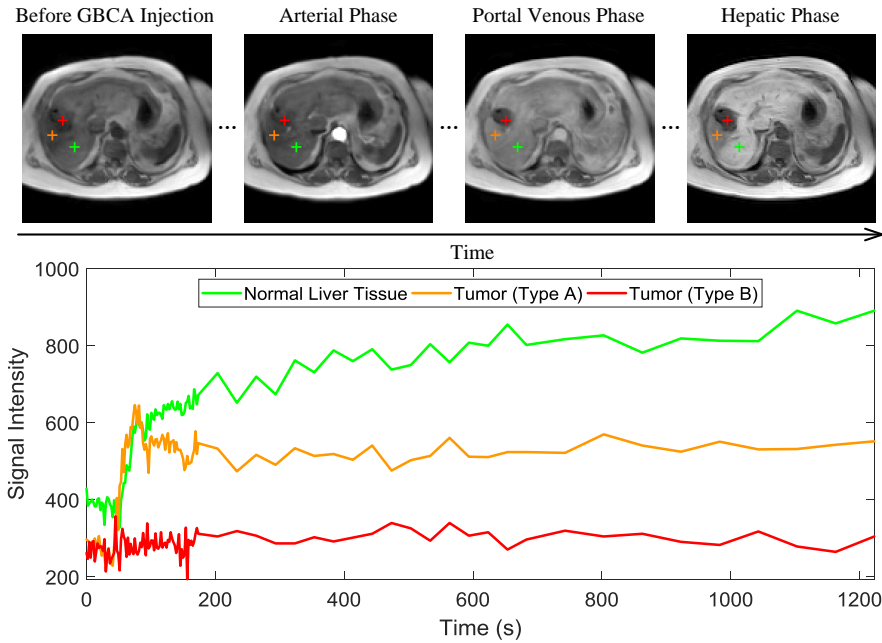 Before GBCA Injection Arterial Phase Portal Venous Phase Hepatic Phase
... ... ...
Time
Normal Liver Tissue Tumor (Type A) Tumor (Type B)
Signal Intensity
1000
800
600
400
200
0 200 400 600 800 1000 1200
Time (s)